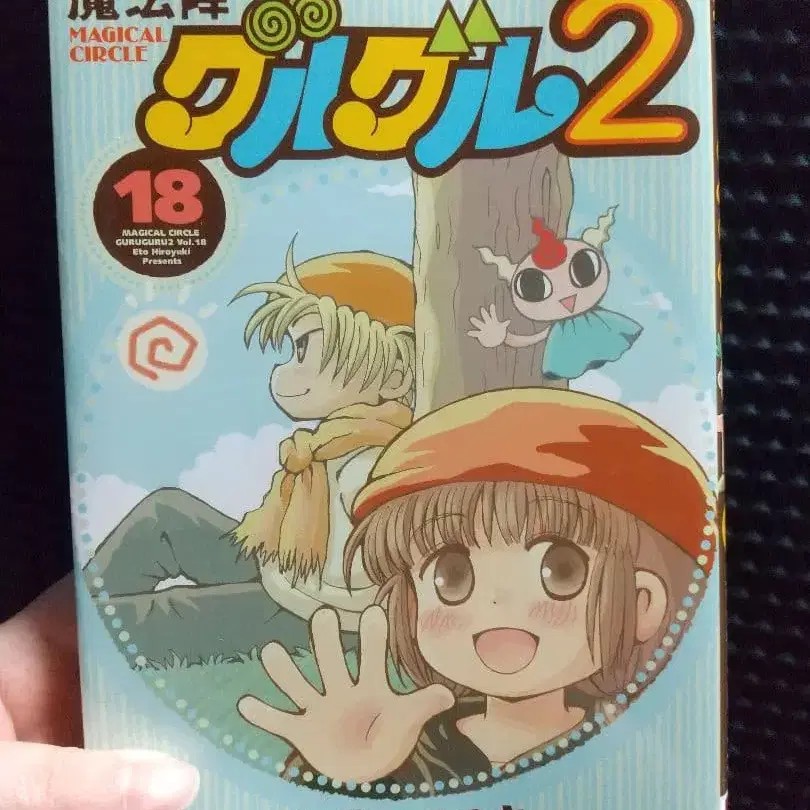 魔法陣
MAGICAL
CIRCLE
グルグル2
18
MAGICAL CIRCLE
GURUGURU2 Vol.18
Eto Hiroyuki
Presents